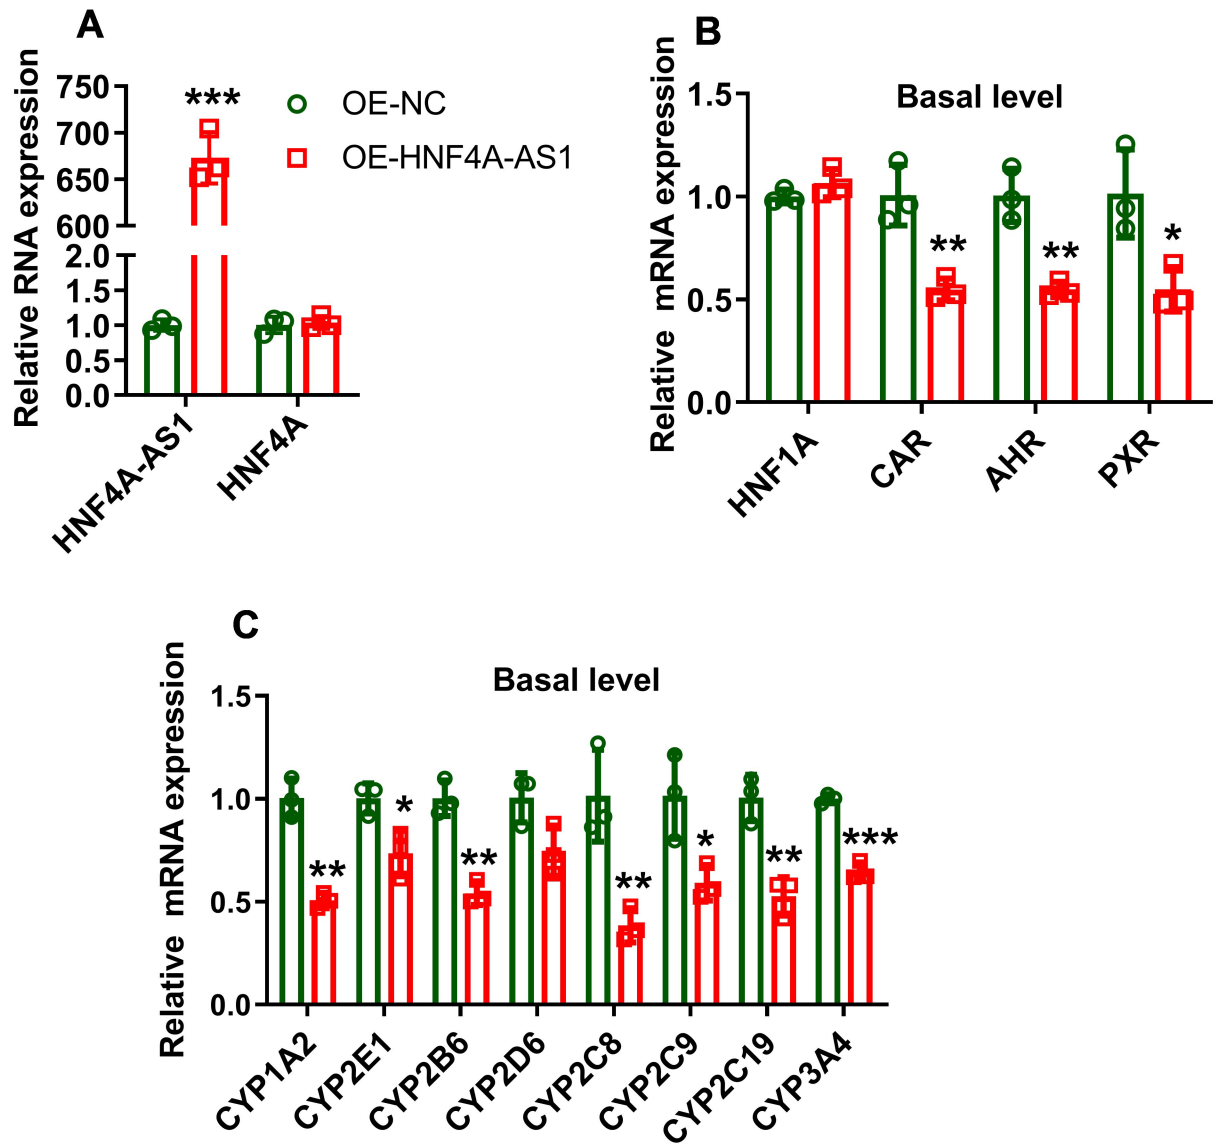 A
Relative RNA expression
750
700
650
600
2.0
1.5
1.0
0.5
0.0
***
OE-NC
OE-HNF4A-AS1
HNF4A-AS1
HNF4A
B
Basal level
Relative mRNA expression
1.5
1.0
0.5
0.0
**
**
*
HNF1A
CAR
AHR
PXR
C
Basal level
Relative mRNA expression
1.5
1.0
0.5
0.0
**
*
**
**
*
**
***
CYP1A2
CYP2E1
CYP2B6
CYP2D6
CYP2C8
CYP2C9
CYP2C19
CYP3A4